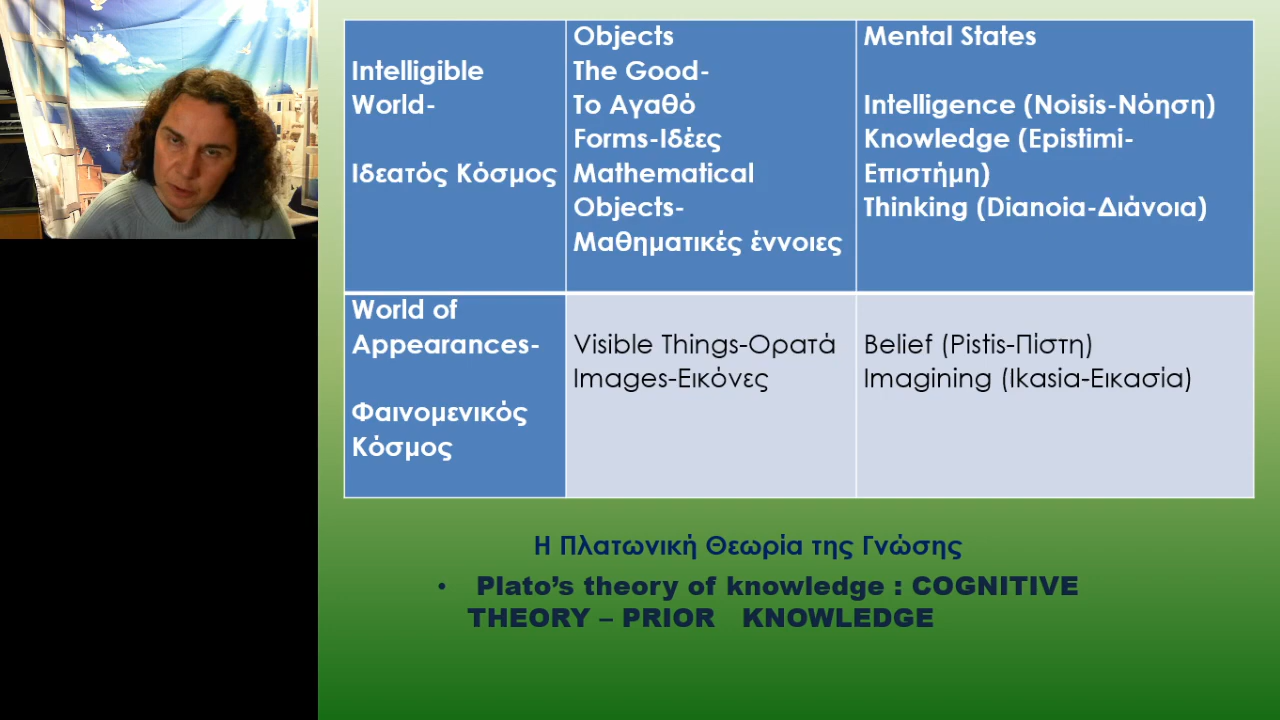 Intelligible
World-
Ιδεατός Κόσμος
Objects
The Good-
Το Αγαθό
Forms-Ιδέες
Mathematical
Objects-
Μαθηματικές έννοιες
Mental States
Intelligence (Noisis-Νόηση)
Knowledge (Epistimi-
Επιστήμη)
Thinking (Dianoia-Διάνοια)
World of
Appearances-
Φαινομενικός
Κόσμος
Visible Things-Ορατά
Images-Εικόνες
Belief (Pistis-Πίστη)
Imagining (Ikasia-Εικασία)
Η Πλατωνική Θεωρία της Γνώσης
• Plato’s theory of knowledge : COGNITIVE
THEORY – PRIOR KNOWLEDGE